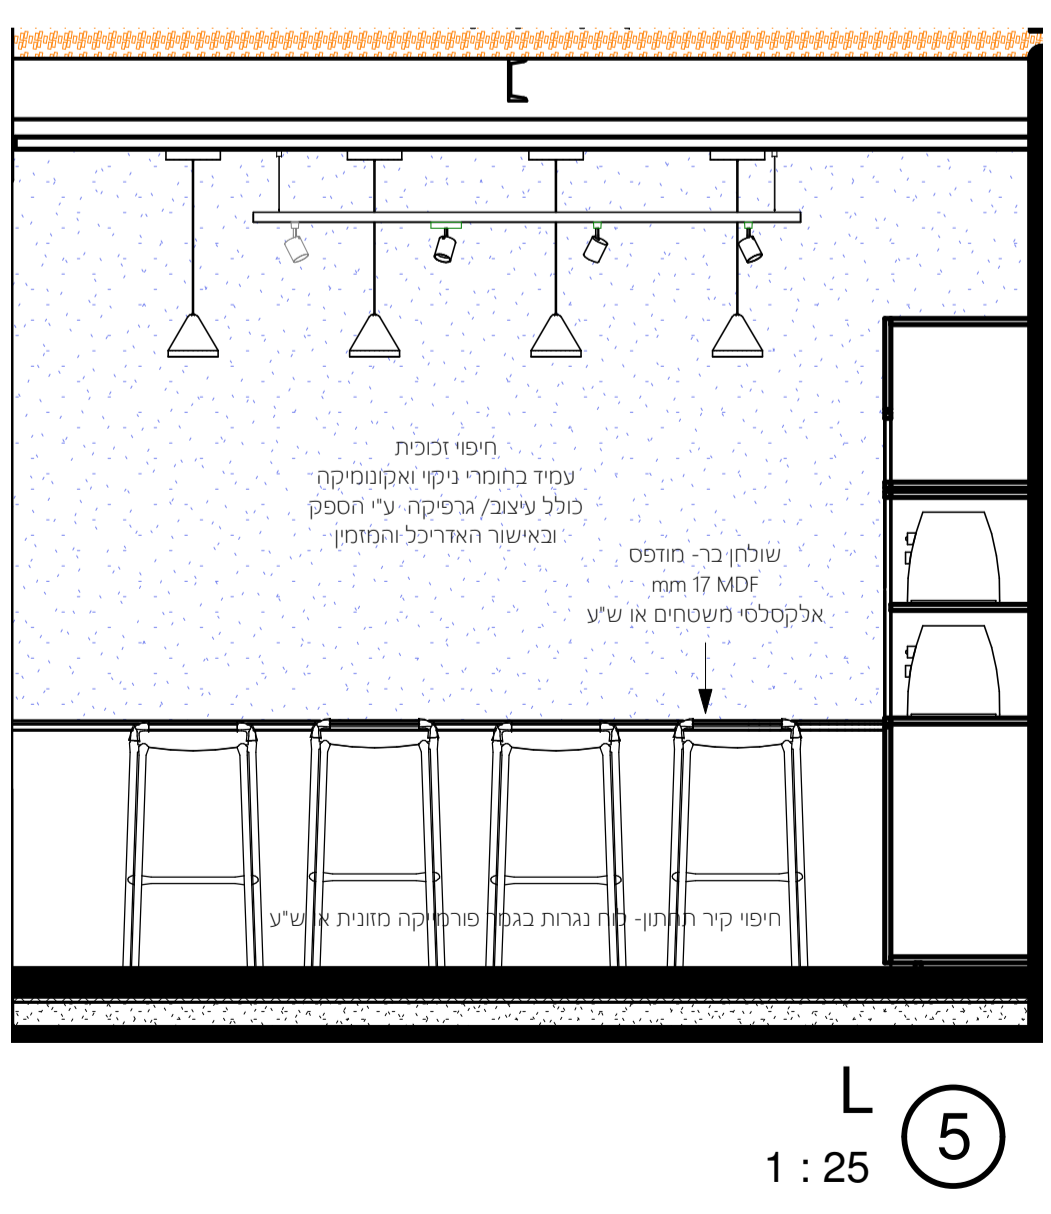 חיפוי זכוכית
עמיד בחומרי ניקוי ואקונומיקה
כולל עיצוב/ גרפיקה ע"י הספק
ובאישור האדריכל והמזמין
שולחן בר- מודפס
mm 17 MDF
אלקסלסי משטחים או ש"ע
חיפוי קיר תחתון- לוח נגרות בגמר פורמייקה מזונית או ש"ע
L
5
1 : 25